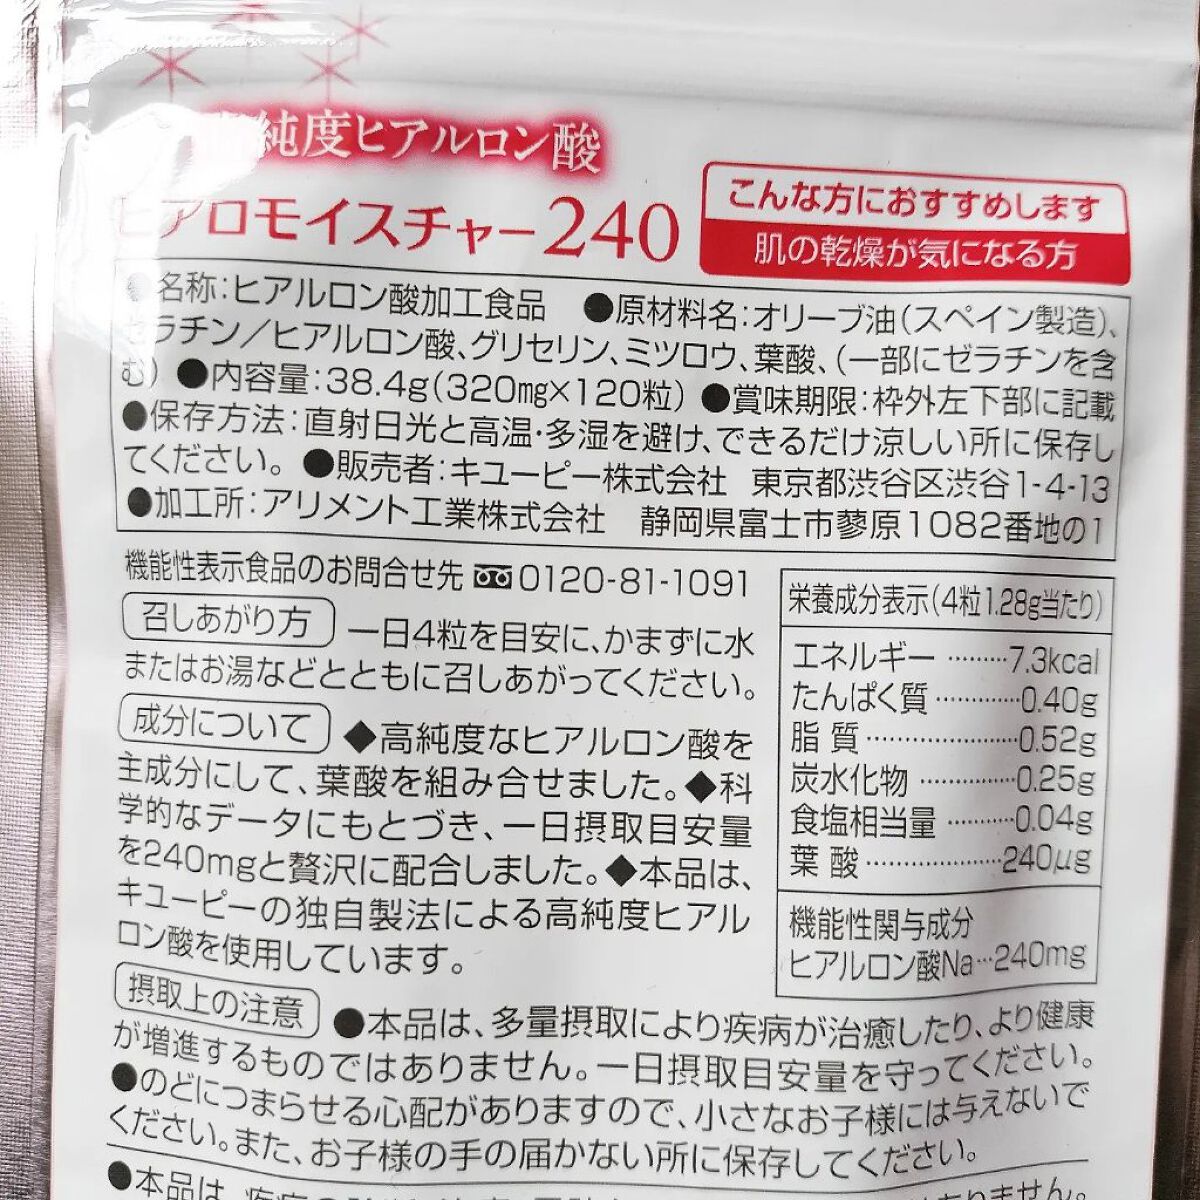 純度ヒアルロン酸
ヒアロモイスチャー240
こんな方におすすめします
肌の乾燥が気になる方
●名称:ヒアルロン酸加工食品 ●原材料名:オリーブ油(スペイン製造)、
ゼラチン/ヒアルロン酸、グリセリン、ミツロウ、葉酸、(一部にゼラチンを含
む) ●内容量:38.4g(320mg×120粒) ●賞味期限:枠外左下部に記載
●保存方法:直射日光と高温・多湿を避け、できるだけ涼しい所に保存し
てください。 ●販売者:キユーピー株式会社 東京都渋谷区渋谷1-4-13
●加工所:アリメント工業株式会社 静岡県富士市蓼原1082番地の1
機能性表示食品のお問合せ先 0120-81-1091
召しあがり方 一日4粒を目安に、かまずに水
またはお湯などとともに召しあがってください。
成分について ◆高純度なヒアルロン酸を
主成分にして、葉酸を組み合せました。◆科
学的なデータにもとづき、一日摂取目安量
を240mgと贅沢に配合しました。◆本品は、
キユーピーの独自製法による高純度ヒアル
ロン酸を使用しています。
栄養成分表示(4粒1.28g当たり)
エネルギー ………7.3kcal
たんぱく質 …………0.40g
脂質 ……………0.52g
炭水化物 …………0.25g
食塩相当量 ………0.04g
葉酸 ……………240μg
機能性関与成分
ヒアルロン酸Na…240mg
摂取上の注意 ●本品は、多量摂取により疾病が治癒したり、より健康
が増進するものではありません。一日摂取目安量を守ってください。
●のどにつまらせる心配がありますので、小さなお子様には与えないで
ください。また、お子様の手の届かない所に保存してください。
●本品は、疾病の
ありません。